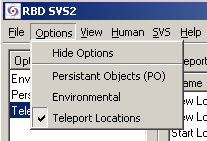 RBD SVS2
File Options View Human SVS Help
Hide Options
Persistant Objects (PO)
Environmental
Teleport Locations